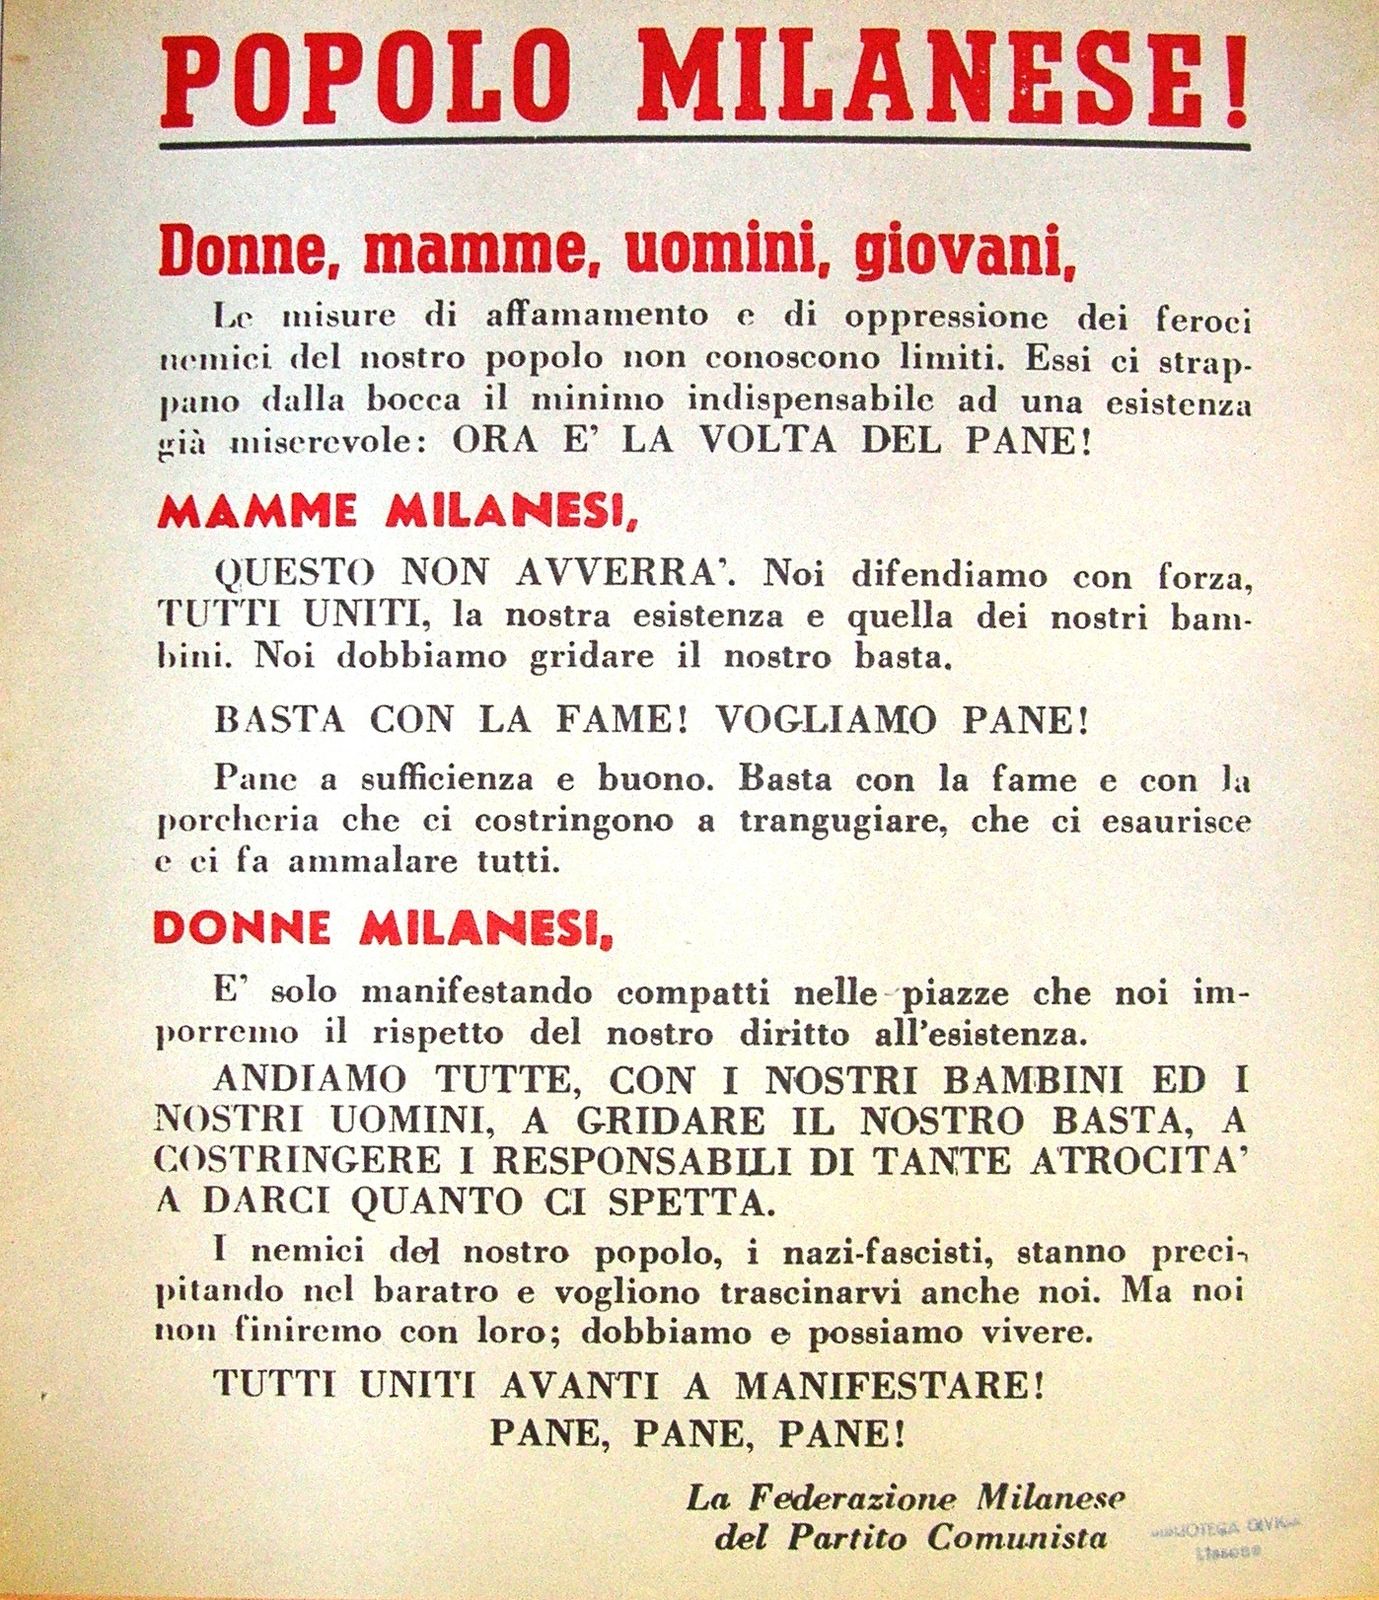 POPOLO MILANESE!
Donne, mamme, uomini, giovani,
Le misure di affamamento e di oppressione dei feroci
nemici del nostro popolo non conoscono limiti. Essi ci strap-
pano dalla bocca il minimo indispensabile ad una esistenza
già miserevole: ORA E' LA VOLTA DEL PANE!
MAMME MILANESI,
QUESTO NON AVVERRA'. Noi difendiamo con forza,
TUTTI UNITI, la nostra esistenza e quella dei nostri bam-
bini. Noi dobbiamo gridare il nostro basta.
BASTA CON LA FAME! VOGLIAMO PANE!
Pane a sufficienza e buono. Basta con la fame e con la
porcheria che ci costringono a trangugiare, che ci esaurisce
e ci fa ammalare tutti.
DONNE MILANESI,
E' solo manifestando compatti nelle piazze che noi im-
porremo il rispetto del nostro diritto all'esistenza.
ANDIAMO TUTTE, CON I NOSTRI BAMBINI ED I
NOSTRI UOMINI, A GRIDARE IL NOSTRO BASTA, A
COSTRINGERE I RESPONSABILI DI TANTE ATROCITA'
A DARCI QUANTO CI SPETTA.
I nemici del nostro popolo, i nazi-fascisti, stanno preci-
pitando nel baratro e vogliono trascinarvi anche noi. Ma noi
non finiremo con loro; dobbiamo e possiamo vivere.
TUTTI UNITI AVANTI A MANIFESTARE!
PANE, PANE, PANE!
La Federazione Milanese
del Partito Comunista
BIBLIOTECA CIVICA
Lissone